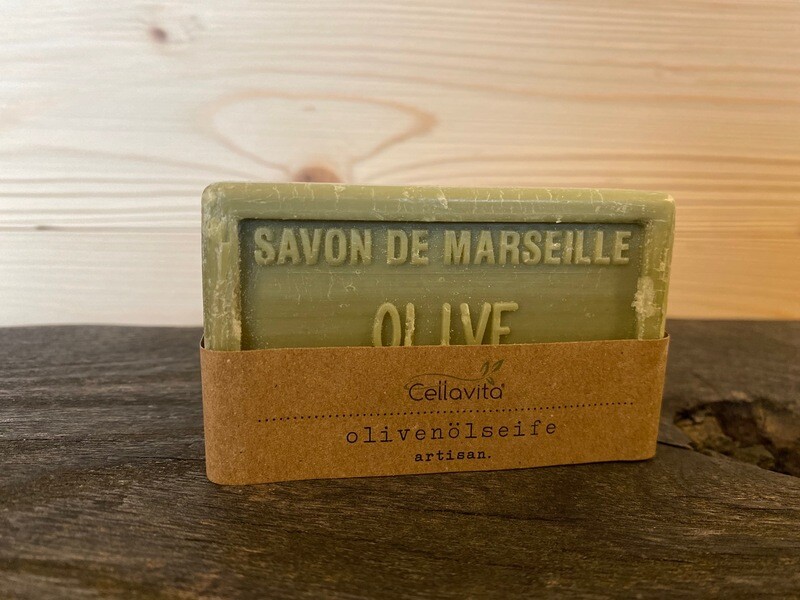 SAVON DE MARSEILLE
OLIVE
Cellavita®
olivenölseife
artisan.